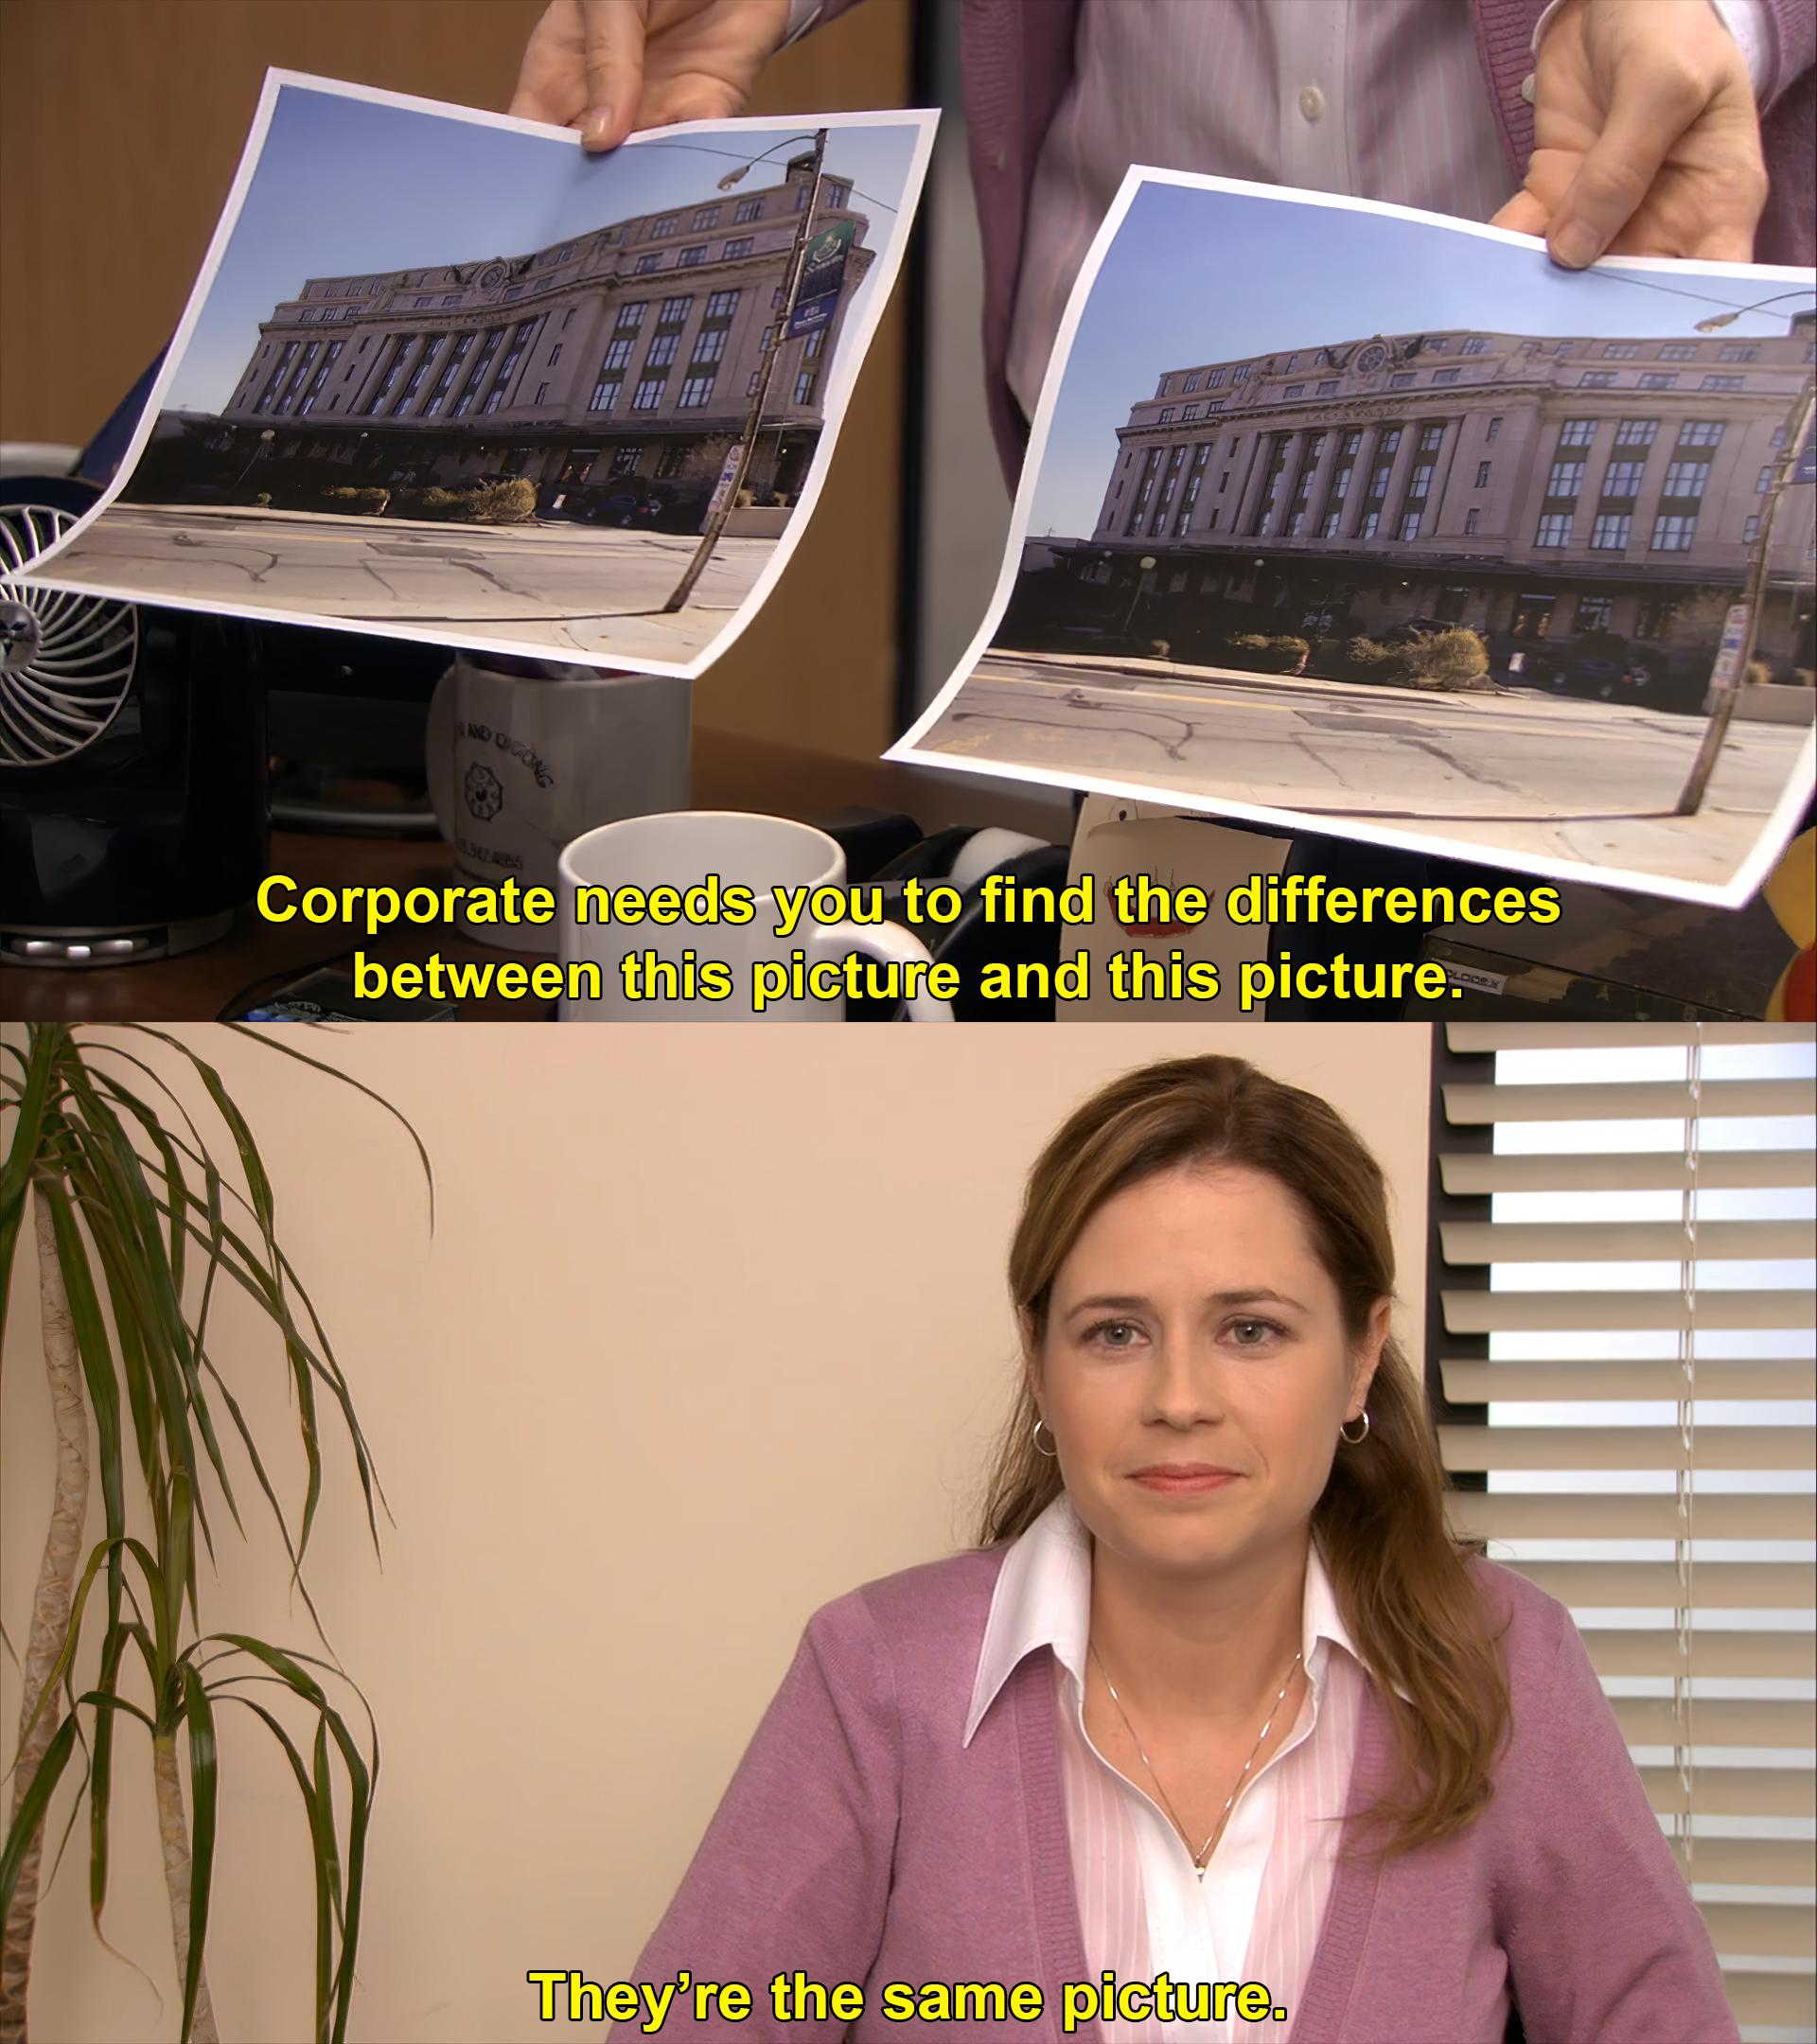 Corporate needs you to find the differences
between this picture and this picture.
They're the same picture.